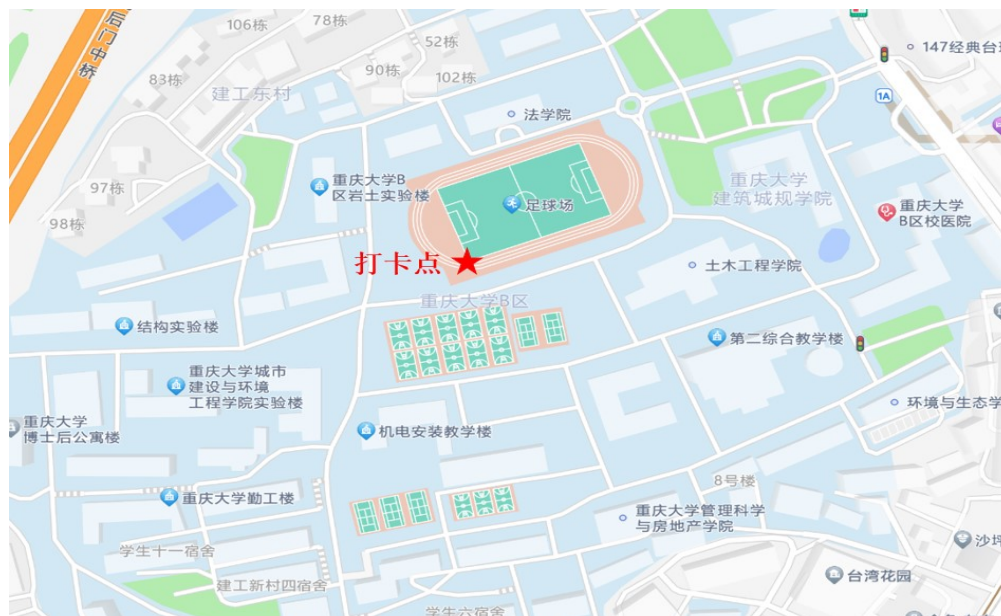 后门中桥
106栋
78栋
52栋
90栋
102栋
83栋
建工东村
97栋
98栋
法学院
147经典台球
1A
重庆大学B
区岩土实验楼
足球场
重庆大学
建筑城规学院
重庆大学
B区校医院
打卡点
土木工程学院
重庆大学B区
结构实验楼
第二综合教学楼
重庆大学城市
建设与环境
工程学院实验楼
重庆大学
博士后公寓楼
机电安装教学楼
环境与生态学
8号楼
重庆大学勤工楼
重庆大学管理科学
与房地产学院
学生十一宿舍
沙坪
建工新村四宿舍
台湾花园
学生六宿舍